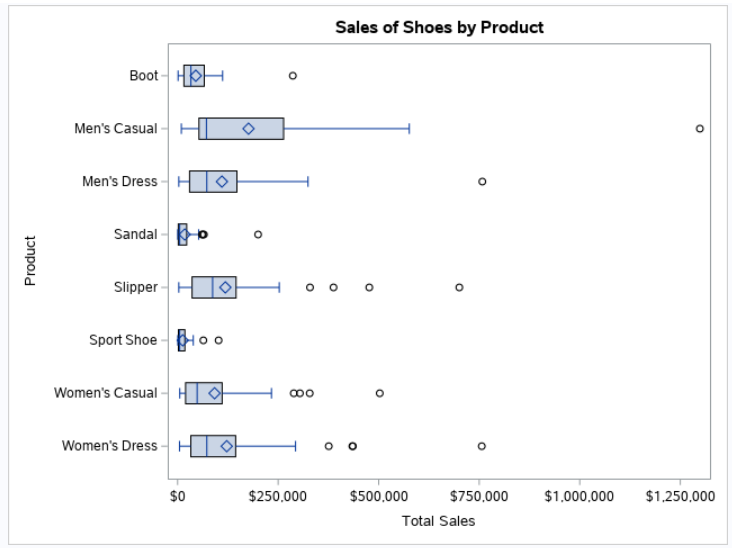 Sales of Shoes by Product
Boot
Men's Casual
Men's Dress
Sandal
Slipper
Sport Shoe
Women's Casual
Women's Dress
Product
$0 $250,000 $500,000 $750,000 $1,000,000 $1,250,000
Total Sales